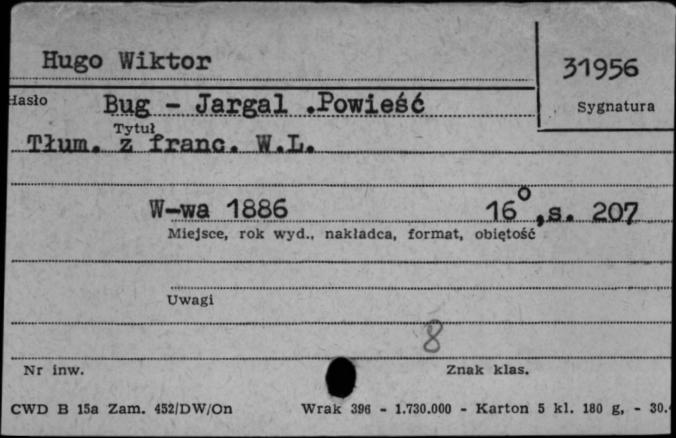 Hugo Wiktor
31956
Hasło
Bug - Jargal .Powieść
Sygnatura
Tytuł
Tłum. z franc. W.L.
W-wa 1886 16°,s. 207
Miejsce, rok wyd., nakładca, format, objętość
Uwagi
8
Nr inw. Znak klas.
CWD B 15a Zam. 452/DW/On Wrak 396 - 1.730.000 - Karton 5 kl. 180 g, - 30.